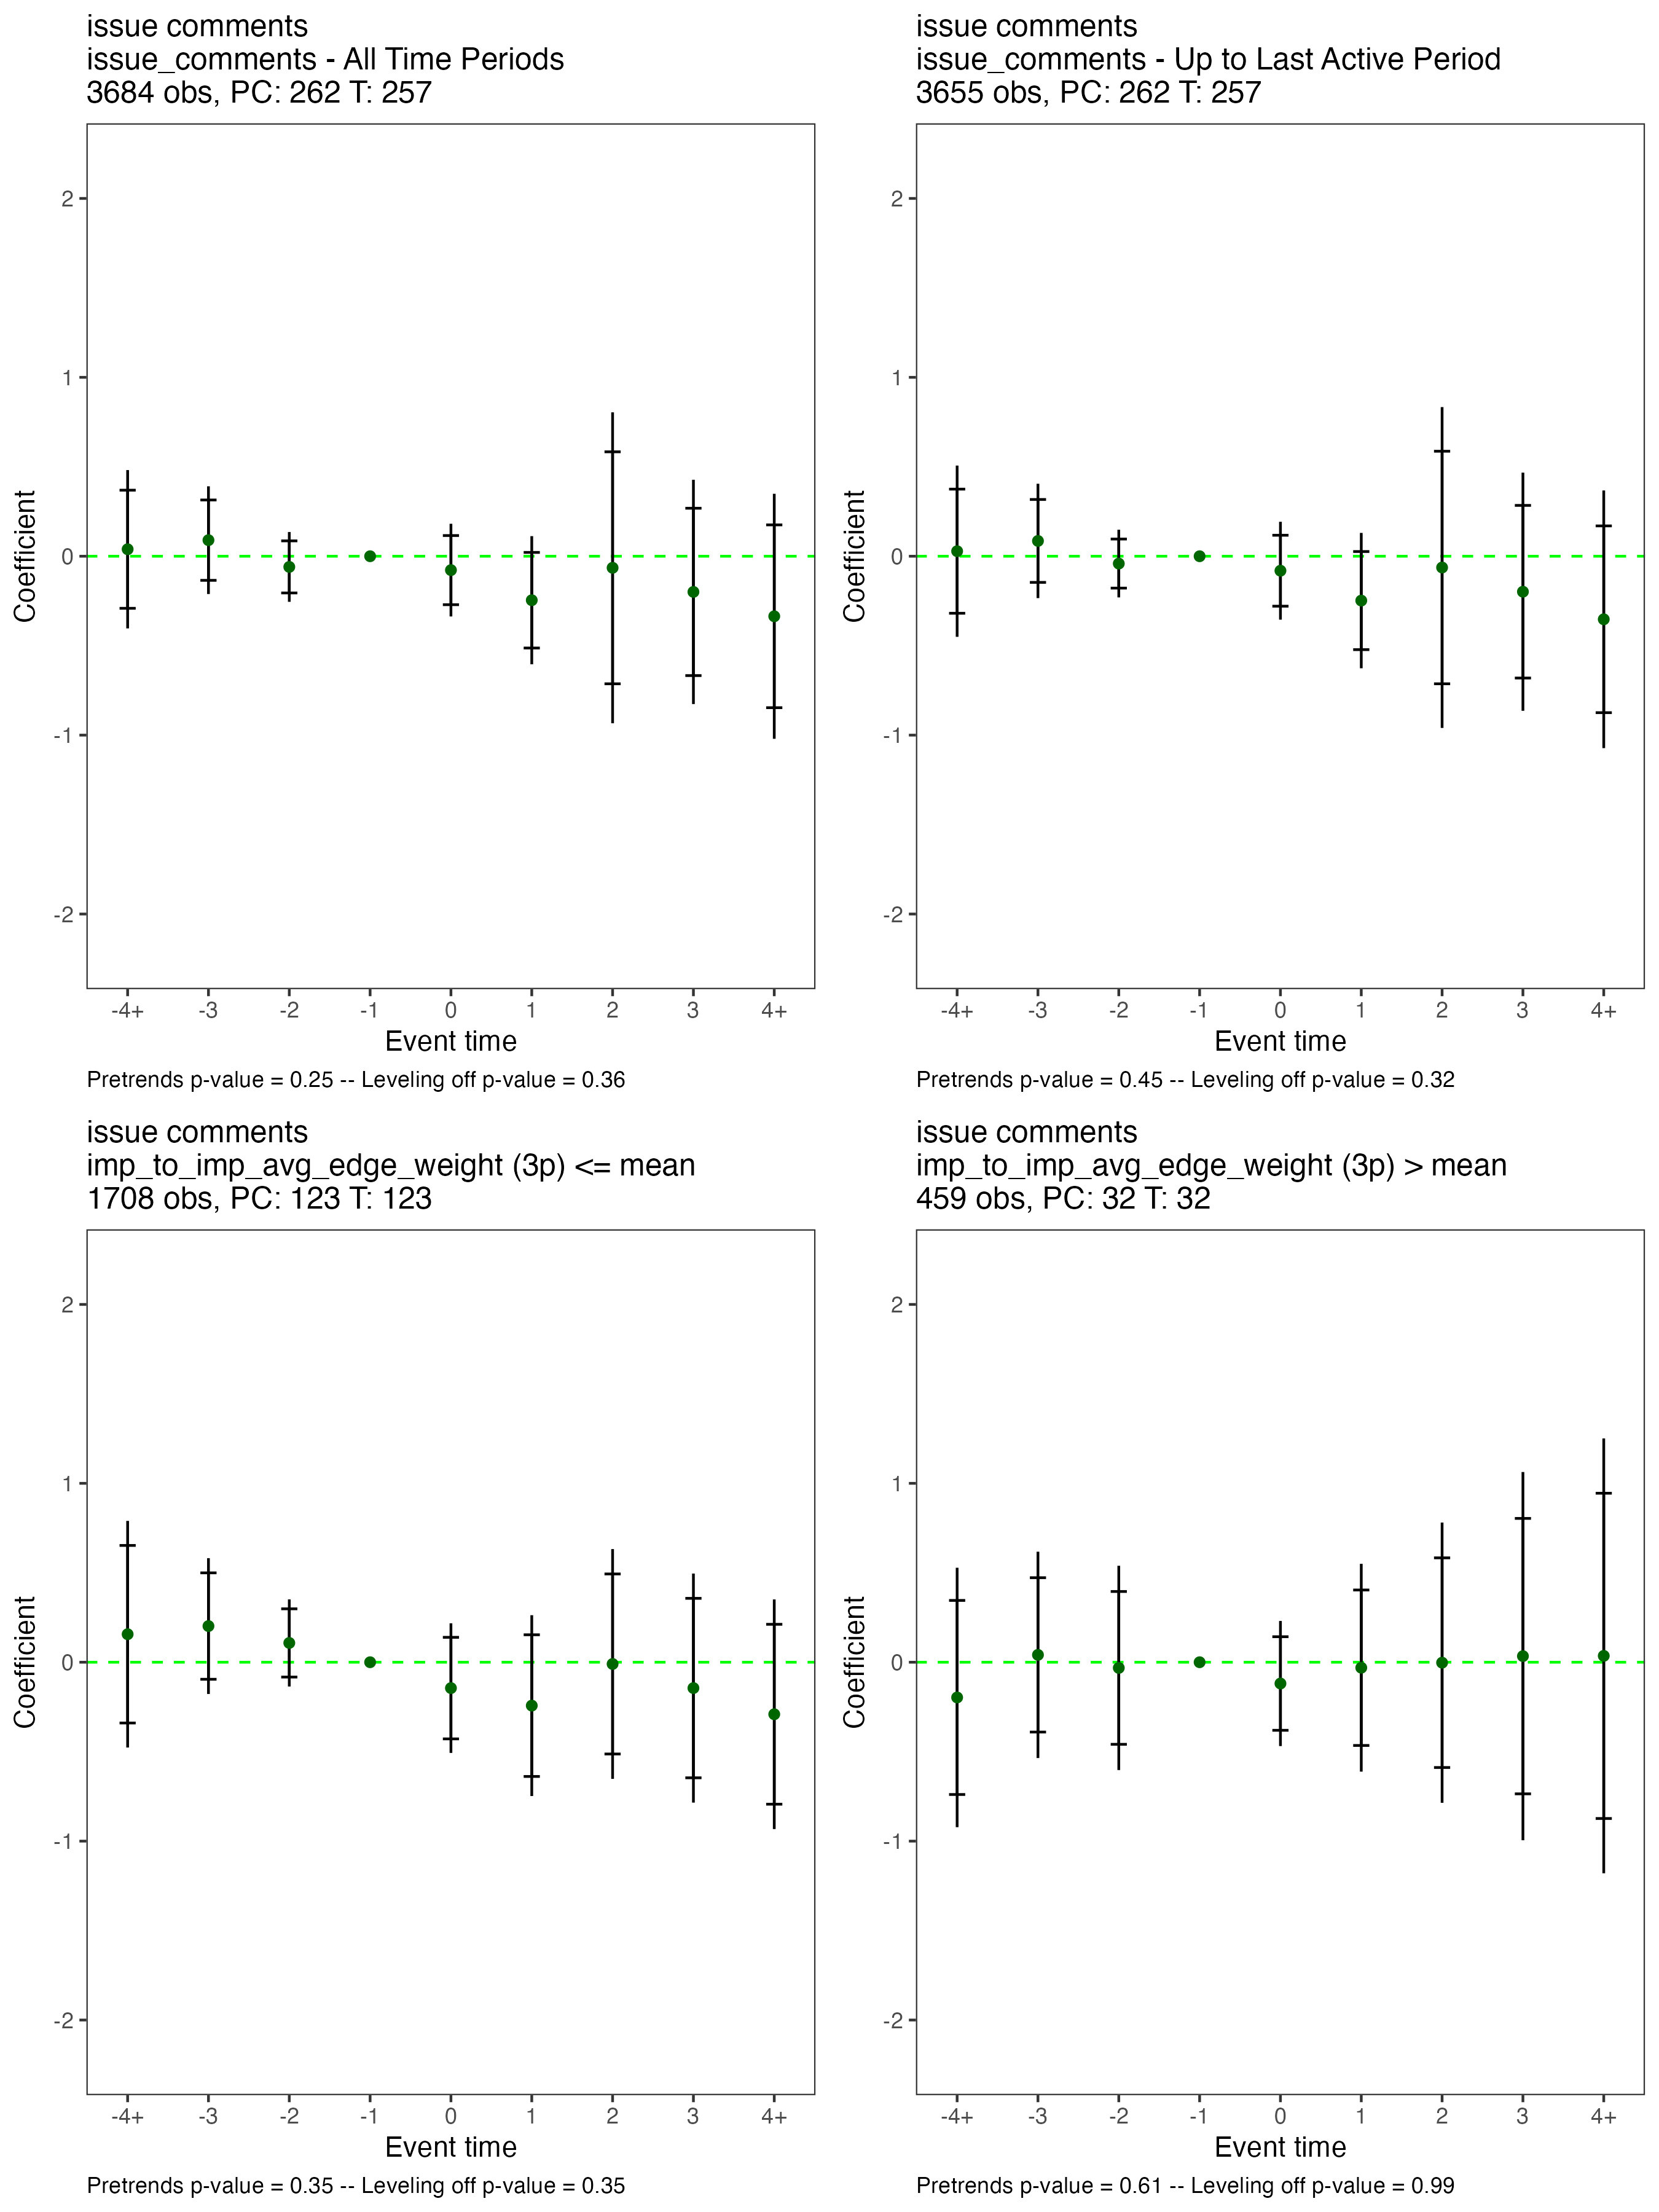 issue comments
issue_comments - All Time Periods
3684 obs, PC: 262 T: 257
Coefficient
2
1
0
-1
-2
-4+ -3 -2 -1 0 1 2 3 4+
Event time
Pretrends p-value = 0.25 -- Leveling off p-value = 0.36
issue comments
issue_comments - Up to Last Active Period
3655 obs, PC: 262 T: 257
Coefficient
2
1
0
-1
-2
-4+ -3 -2 -1 0 1 2 3 4+
Event time
Pretrends p-value = 0.45 -- Leveling off p-value = 0.32
issue comments
imp_to_imp_avg_edge_weight (3p) <= mean
1708 obs, PC: 123 T: 123
Coefficient
2
1
0
-1
-2
-4+ -3 -2 -1 0 1 2 3 4+
Event time
Pretrends p-value = 0.35 -- Leveling off p-value = 0.35
issue comments
imp_to_imp_avg_edge_weight (3p) > mean
459 obs, PC: 32 T: 32
Coefficient
2
1
0
-1
-2
-4+ -3 -2 -1 0 1 2 3 4+
Event time
Pretrends p-value = 0.61 -- Leveling off p-value = 0.99